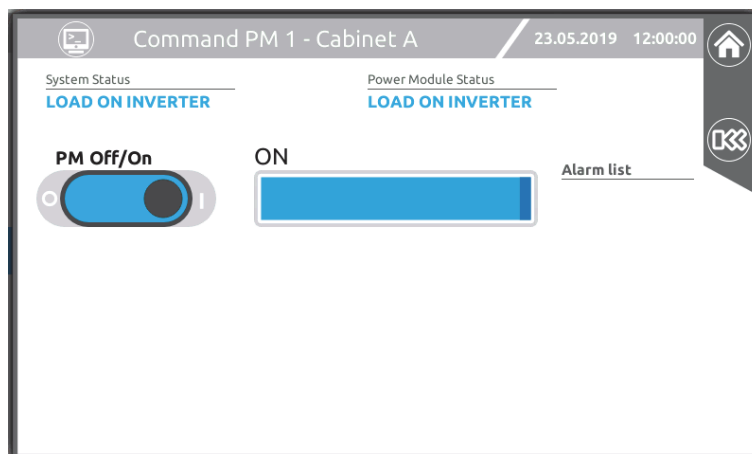 Command PM 1 - Cabinet A
23.05.2019 12:00:00
System Status
LOAD ON INVERTER
Power Module Status
LOAD ON INVERTER
PM Off/On
ON
Alarm list
O
I